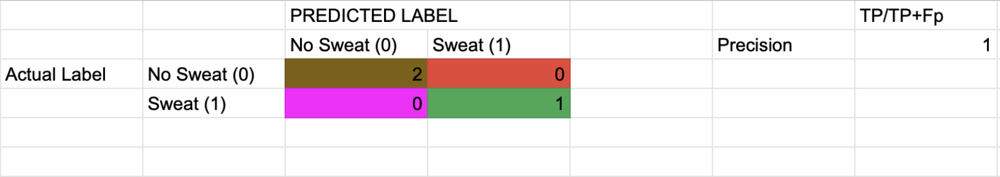 PREDICTED LABEL TP/TP+Fp
No Sweat (0) Sweat (1) Precision 1
Actual Label No Sweat (0) 2 0
Sweat (1) 0 1